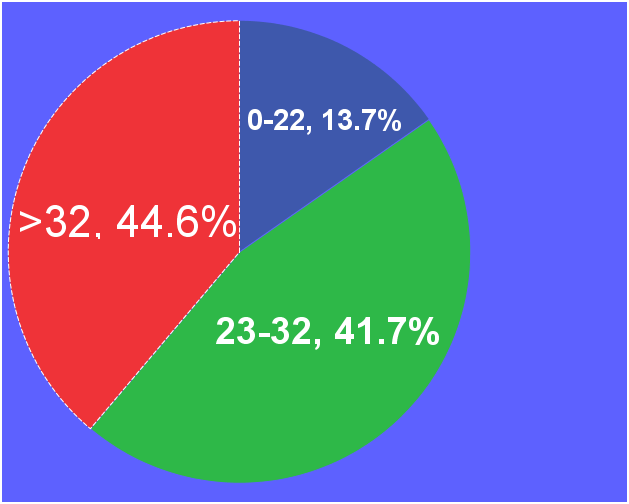 0-22, 13.7%
>32, 44.6%
23-32, 41.7%